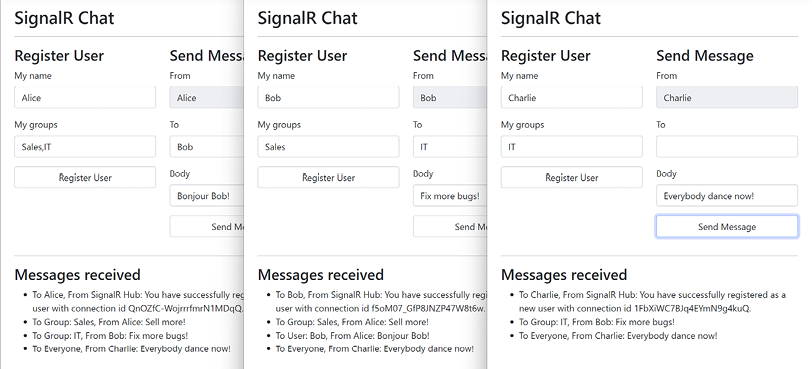 SignalR Chat
Register User
Send Messa
My name
From
Alice
Alice
My groups
To
Sales,IT
Bob
Register User
Body
Bonjour Bob!
Send M
Messages received
To Alice, From SignalR Hub: You have successfully reg
user with connection id QnOZfC-WojrrrfmrN1MDqQ.
To Group: Sales, From Alice: Sell more!
To Group: IT, From Bob: Fix more bugs!
To Everyone, From Charlie: Everybody dance now!
SignalR Chat
Register User
Send Messa
My name
From
Bob
Bob
My groups
To
Sales
IT
Register User
Body
Fix more bugs!
Send M
Messages received
To Bob, From SignalR Hub: You have successfully regi
user with connection id f5oM07_GfP8JNZP47W8t6w.
To Group: Sales, From Alice: Sell more!
To User: Bob, From Alice: Bonjour Bob!
To Everyone, From Charlie: Everybody dance now!
SignalR Chat
Register User
Send Message
My name
From
Charlie
Charlie
My groups
To
IT
Register User
Body
Everybody dance now!
Send Message
Messages received
To Charlie, From SignalR Hub: You have successfully registered as a
new user with connection id 1FbXiWC7BJq4EYmN9g4kuQ.
To Group: IT, From Bob: Fix more bugs!
To Everyone, From Charlie: Everybody dance now!